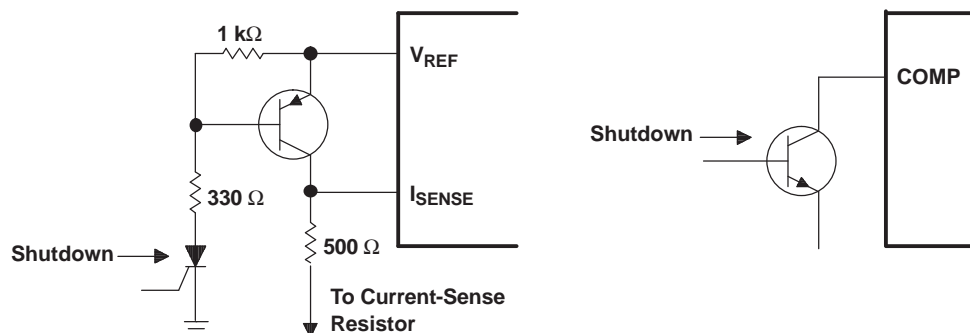 1 kΩ
VREF
330 Ω
ISENSE
500 Ω
Shutdown
To Current-Sense
Resistor
Shutdown
COMP